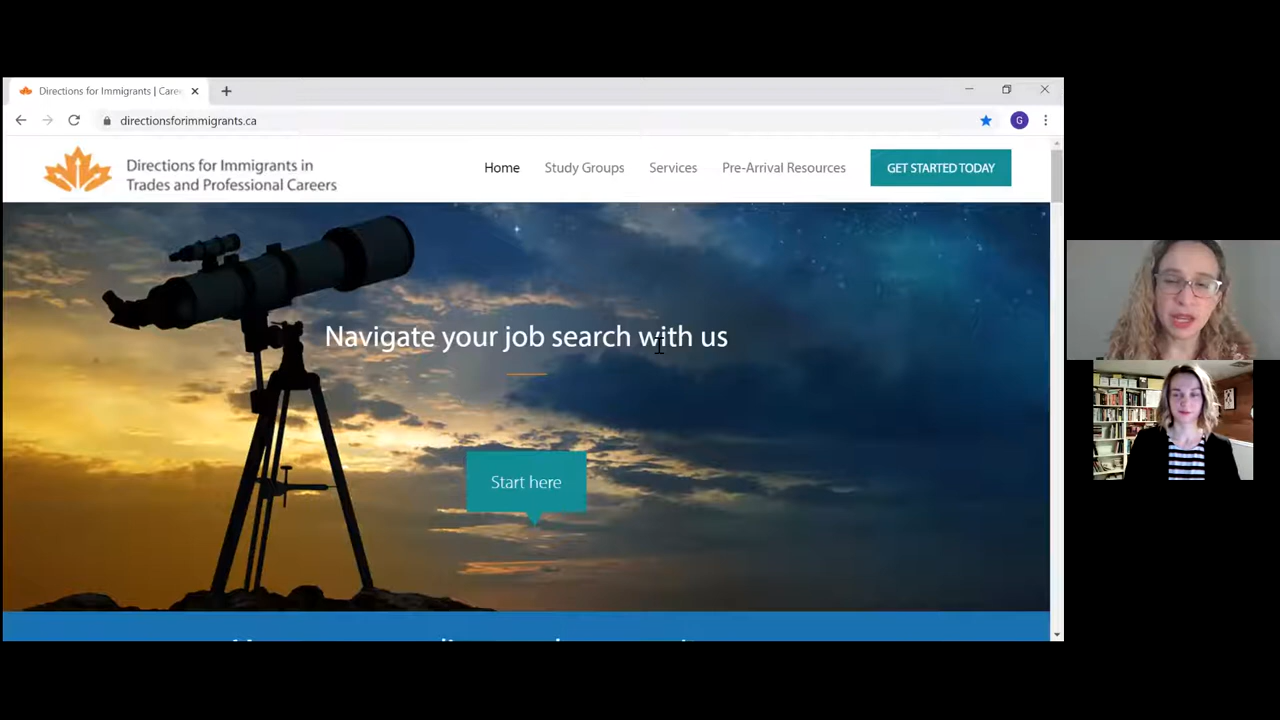 Directions for Immigrants | Caree
directionsforimmigrants.ca
G
Directions for Immigrants in
Trades and Professional Careers
Home
Study Groups
Services
Pre-Arrival Resources
GET STARTED TODAY
Navigate your job search with us
Start here